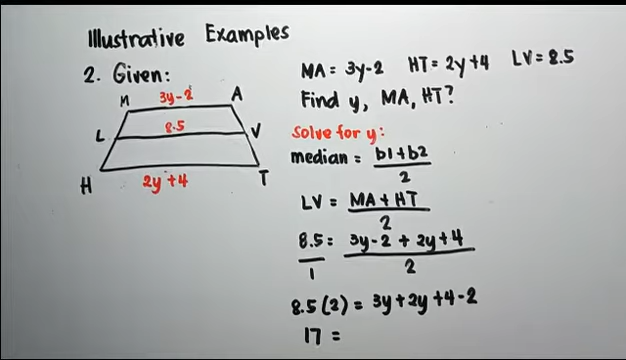 Illustrative Examples
2. Given:
MA = 3y-2 HT = 2y+4 LV = 8.5
Find y, MA, HT?
M 3y-2 A
L 8.5 V
H 2y+4 T
Solve for y:
median = b1+b2 / 2
LV = MA + HT / 2
8.5 / 1 = 3y-2 + 2y+4 / 2
8.5(2) = 3y+2y+4-2
17 =